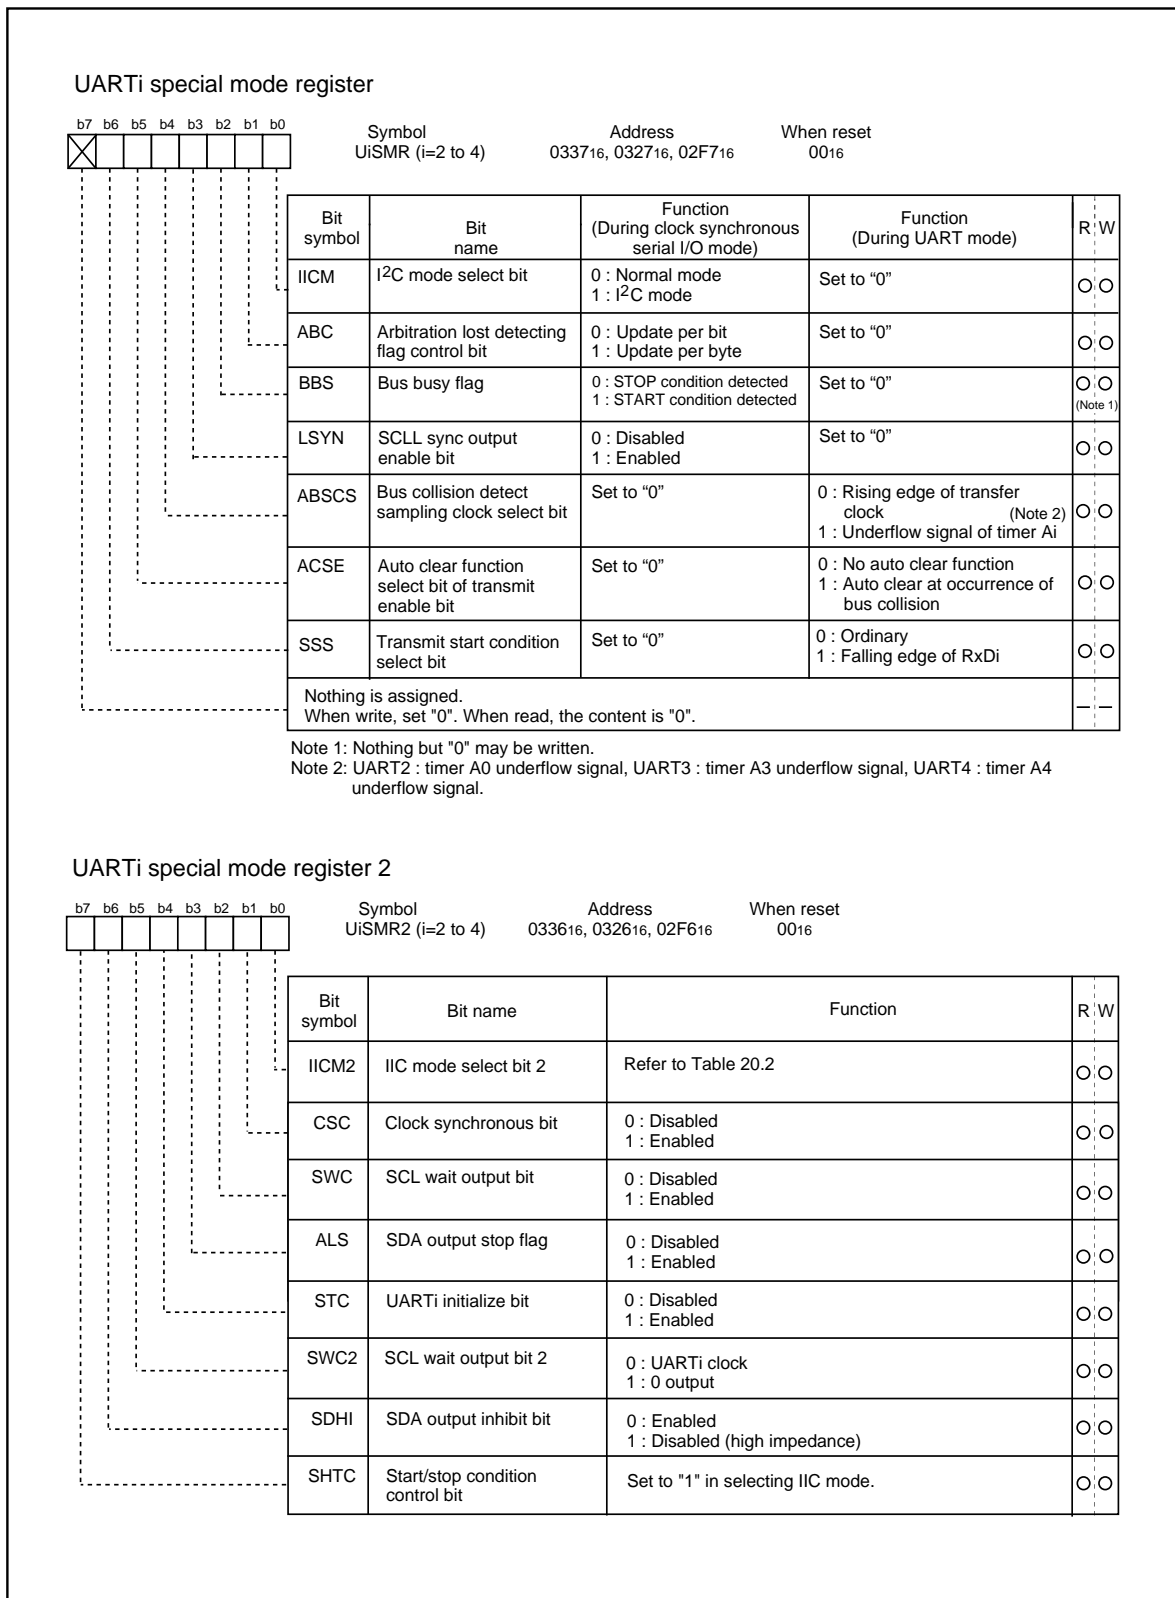 UARTi special mode register
b7 b6 b5 b4 b3 b2 b1 b0
Symbol Address When reset
UiSMR (i=2 to 4) 033716, 032716, 02F716 0016
Bit symbol Bit name Function (During clock synchronous serial I/O mode) Function (During UART mode) R W
IICM I2C mode select bit 0 : Normal mode Set to “0”
1 : I2C mode
ABC Arbitration lost detecting 0 : Update per bit Set to “0”
flag control bit 1 : Update per byte
BBS Bus busy flag 0 : STOP condition detected Set to “0”
1 : START condition detected (Note 1)
LSYN SCLL sync output 0 : Disabled Set to “0”
enable bit 1 : Enabled
ABSCS Bus collision detect Set to “0” 0 : Rising edge of transfer
sampling clock select bit clock (Note 2)
1 : Underflow signal of timer Ai
ACSE Auto clear function Set to “0” 0 : No auto clear function
select bit of transmit 1 : Auto clear at occurrence of
enable bit bus collision
SSS Transmit start condition Set to “0” 0 : Ordinary
select bit 1 : Falling edge of RxDi
Nothing is assigned.
When write, set "0". When read, the content is "0". – –
Note 1: Nothing but "0" may be written.
Note 2: UART2 : timer A0 underflow signal, UART3 : timer A3 underflow signal, UART4 : timer A4
underflow signal.
UARTi special mode register 2
b7 b6 b5 b4 b3 b2 b1 b0
Symbol Address When reset
UiSMR2 (i=2 to 4) 033616, 032616, 02F616 0016
Bit symbol Bit name Function R W
IICM2 IIC mode select bit 2 Refer to Table 20.2
CSC Clock synchronous bit 0 : Disabled
1 : Enabled
SWC SCL wait output bit 0 : Disabled
1 : Enabled
ALS SDA output stop flag 0 : Disabled
1 : Enabled
STC UARTi initialize bit 0 : Disabled
1 : Enabled
SWC2 SCL wait output bit 2 0 : UARTi clock
1 : 0 output
SDHI SDA output inhibit bit 0 : Enabled
1 : Disabled (high impedance)
SHTC Start/stop condition Set to "1" in selecting IIC mode.
control bit